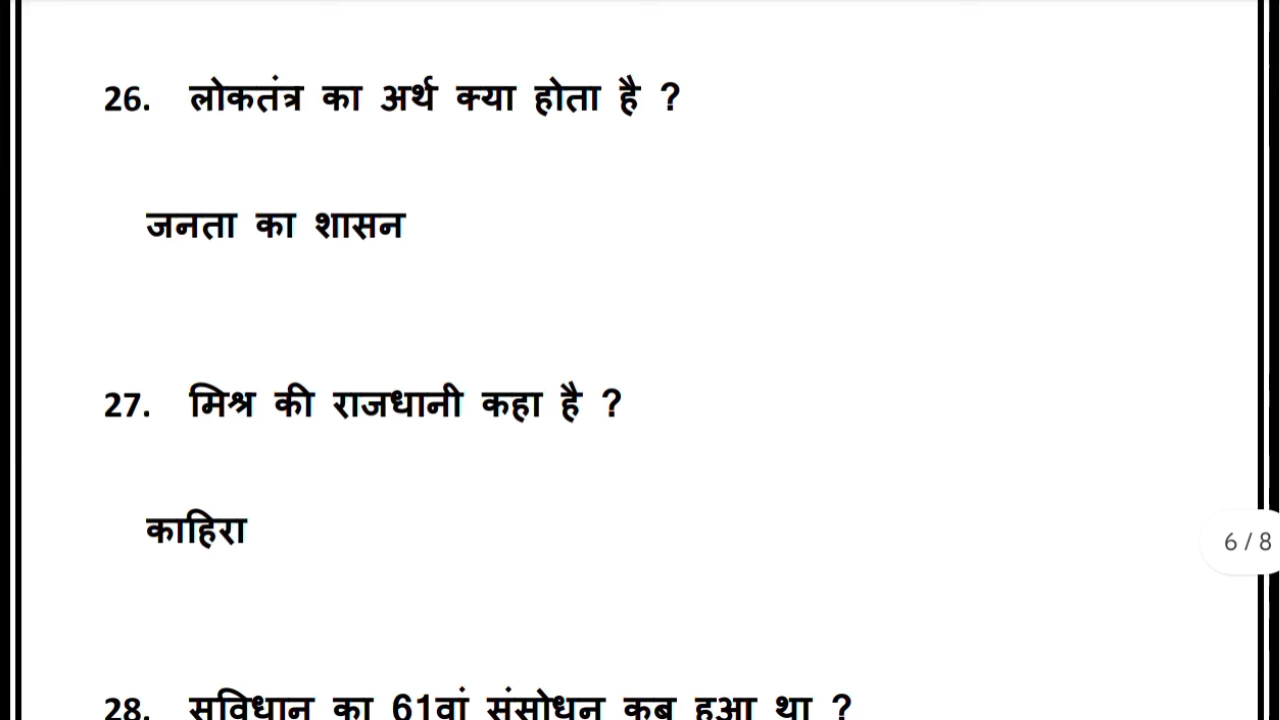 26. लोकतंत्र का अर्थ क्या होता है ?
जनता का शासन
27. मिश्र की राजधानी कहा है ?
काहिरा
6 / 8
28. सविधान का 61वां संसोधन कब हुआ था ?